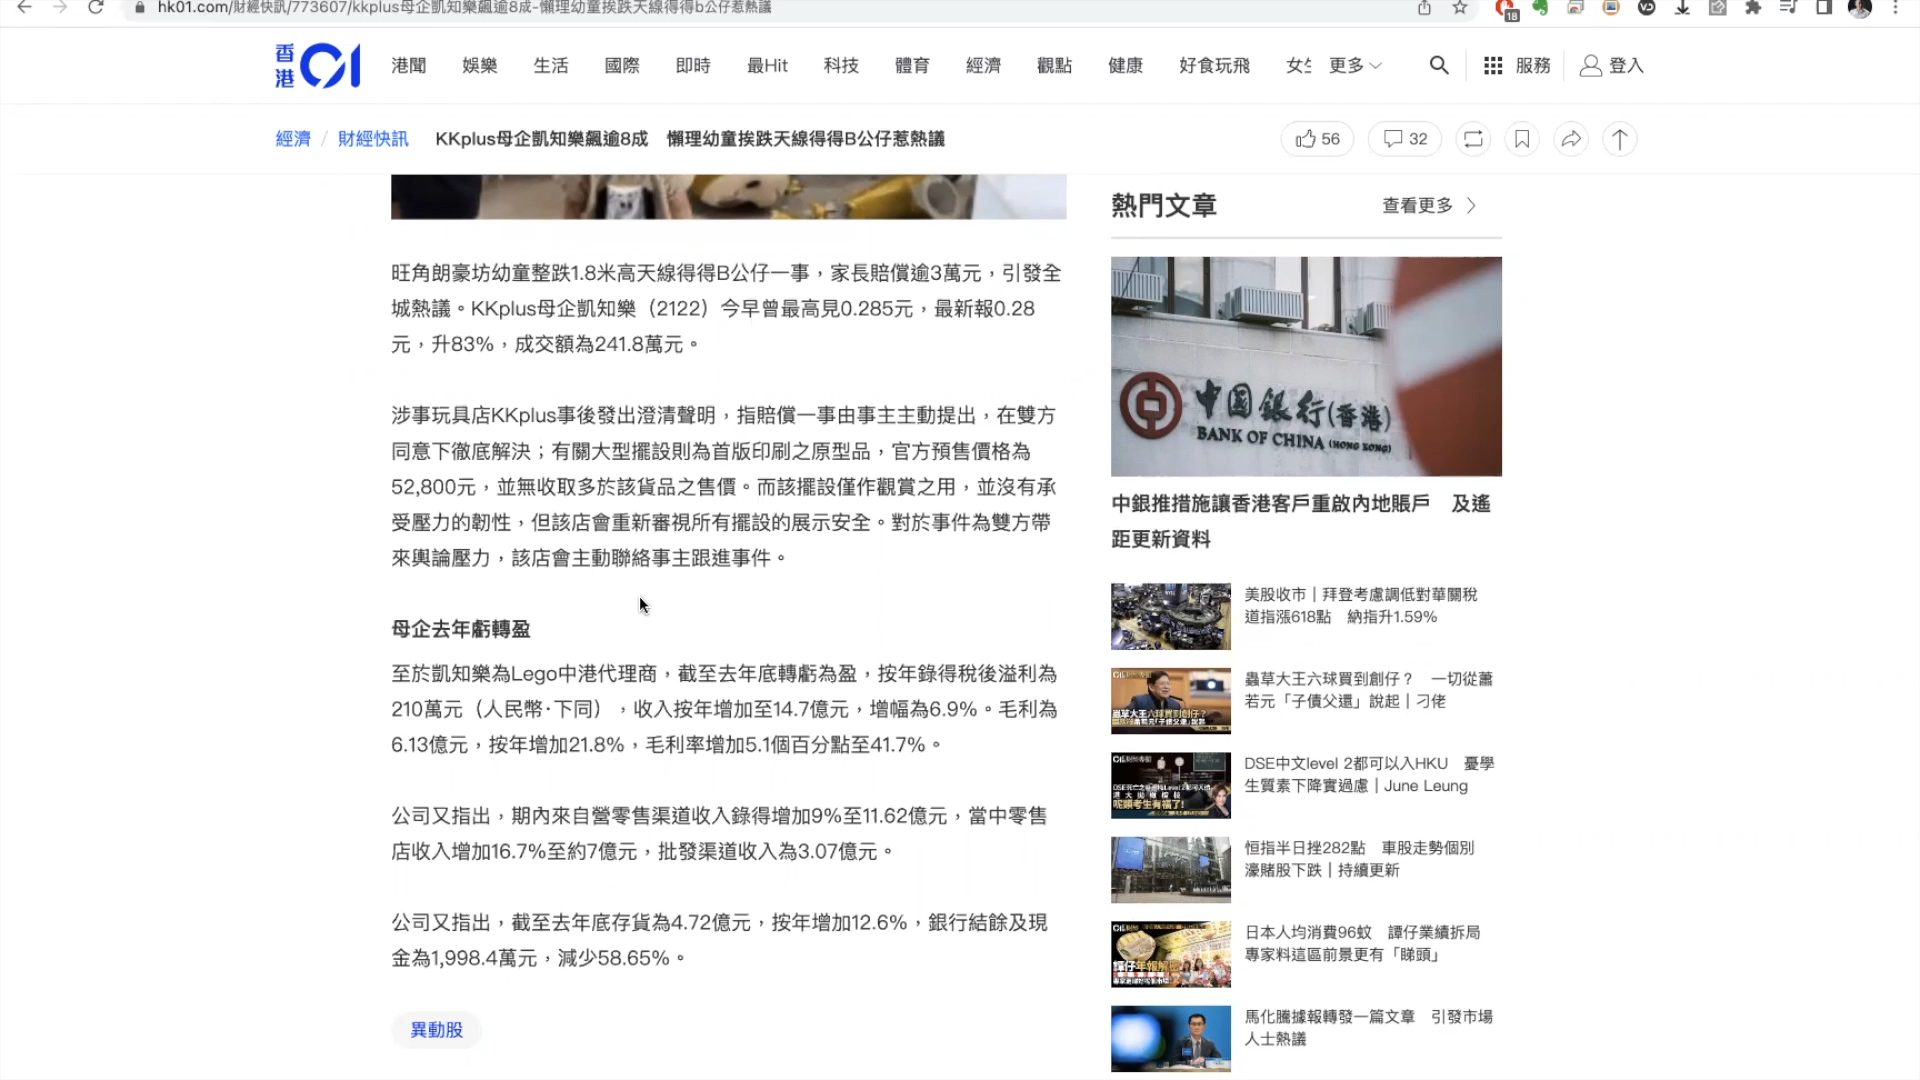 hk01.com/財經快訊/773607/kkplus母企凱知樂飆逾8成-懶理幼童挨跌天線得得b公仔惹熱議
18
香港01
港聞 娛樂 生活 國際 即時 最Hit 科技 體育 經濟 觀點 健康 好食玩飛 女生 更多 服務 登入
經濟 / 財經快訊 KKplus母企凱知樂飆逾8成 懶理幼童挨跌天線得得B公仔惹熱議 56 32
旺角朗豪坊幼童整跌1.8米高天線得得B公仔一事，家長賠償逾3萬元，引發全
城熱議。KKplus母企凱知樂（2122）今早曾最高見0.285元，最新報0.28
元，升83%，成交額為241.8萬元。
涉事玩具店KKplus事後發出澄清聲明，指賠償一事由事主主動提出，在雙方
同意下徹底解決；有關大型擺設則為首版印刷之原型品，官方預售價格為
52,800元，並無收取多於該貨品之售價。而該擺設僅作觀賞之用，並沒有承
受壓力的韌性，但該店會重新審視所有擺設的展示安全。對於事件為雙方帶
來輿論壓力，該店會主動聯絡事主跟進事件。
母企去年虧轉盈
至於凱知樂為Lego中港代理商，截至去年底轉虧為盈，按年錄得稅後溢利為
210萬元（人民幣·下同），收入按年增加至14.7億元，增幅為6.9%。毛利為
6.13億元，按年增加21.8%，毛利率增加5.1個百分點至41.7%。
公司又指出，期內來自營零售渠道收入錄得增加9%至11.62億元，當中零售
店收入增加16.7%至約7億元，批發渠道收入為3.07億元。
公司又指出，截至去年底存貨為4.72億元，按年增加12.6%，銀行結餘及現
金為1,998.4萬元，減少58.65%。
異動股
熱門文章 查看更多
中國銀行(香港)
BANK OF CHINA (HONG KONG)
中銀推措施讓香港客戶重啟內地賬戶 及遙
距更新資料
美股收市｜拜登考慮調低對華關稅
道指漲618點 納指升1.59%
蟲草大王六球買到創仔？ 一切從蕭
若元「子債父還」說起｜刁佬
DSE中文level 2都可以入HKU 憂學
生質素下降實過慮｜June Leung
恒指半日挫282點 車股走勢個別
濠賭股下跌｜持續更新
日本人均消費96蚊 譚仔業績拆局
專家料這區前景更有「睇頭」
馬化騰據報轉發一篇文章 引發市場
人士熱議